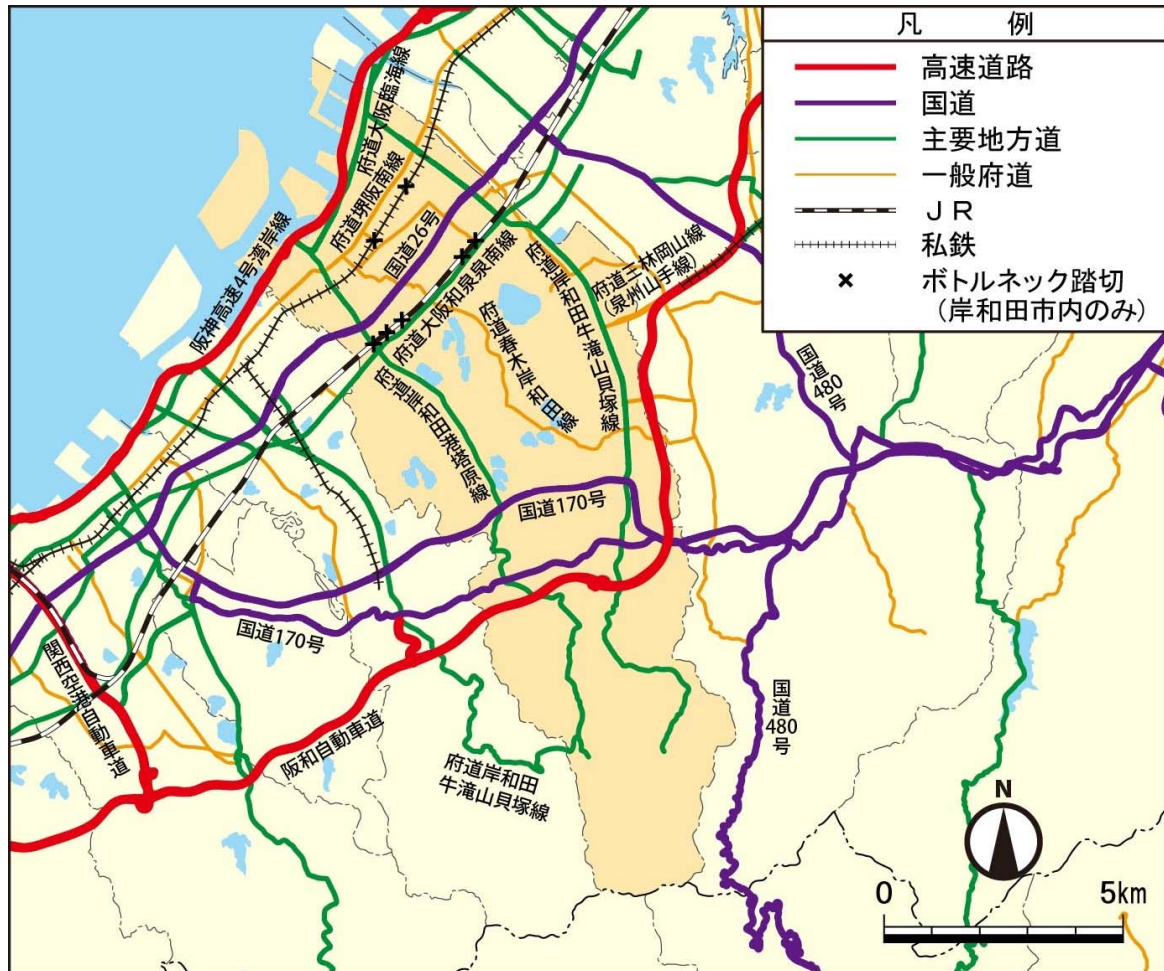 凡　例
高速道路
国道
主要地方道
一般府道
ＪＲ
私鉄
ボトルネック踏切
（岸和田市内のみ）
府道大阪臨海線
府道堺阪南線
国道26号
阪神高速4号湾岸線
府道大阪和泉泉南線
府道岸和田牛滝山貝塚線
府道三林岡山線
（泉州山手線）
府道春木岸和田線
府道岸和田港塔原線
国道
480
号
国道170号
国道170号
関西空港自動車道
阪和自動車道
府道岸和田
牛滝山貝塚線
国道
480
号
N
0
5km